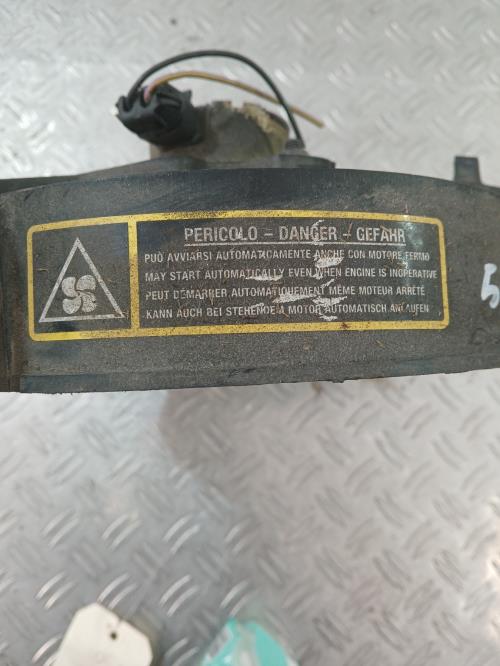 PERICOLO - DANGER - GEFAHR
PUÒ AVVIARSI AUTOMATICAMENTE ANCHE CON MOTORE FERMO
MAY START AUTOMATICALLY EVEN WHEN ENGINE IS INOPERATIVE
PEUT DÉMARRER AUTOMATIQUEMENT MÊME MOTEUR ARRÊTÉ
KANN AUCH BEI STEHENDEM MOTOR AUTOMATISCH ANLAUFEN
5